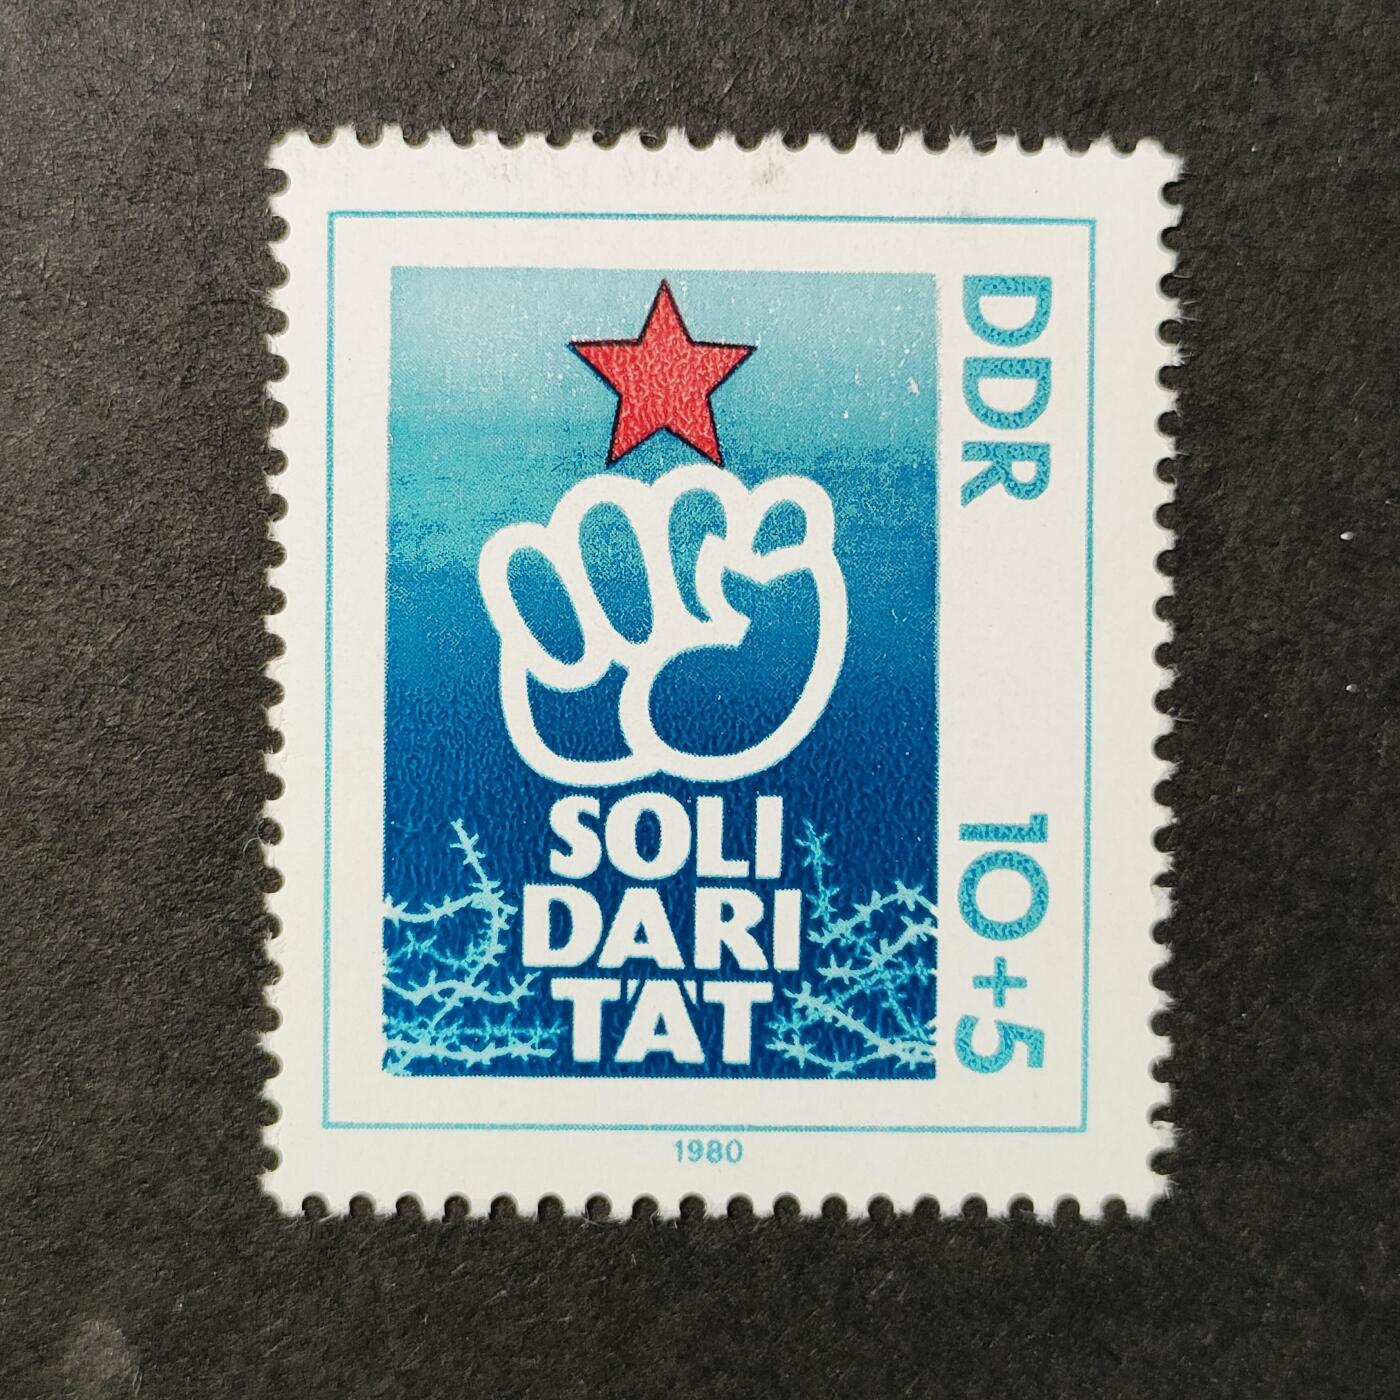 SOLI
DARI
TÄT
DDR 10+5
1980